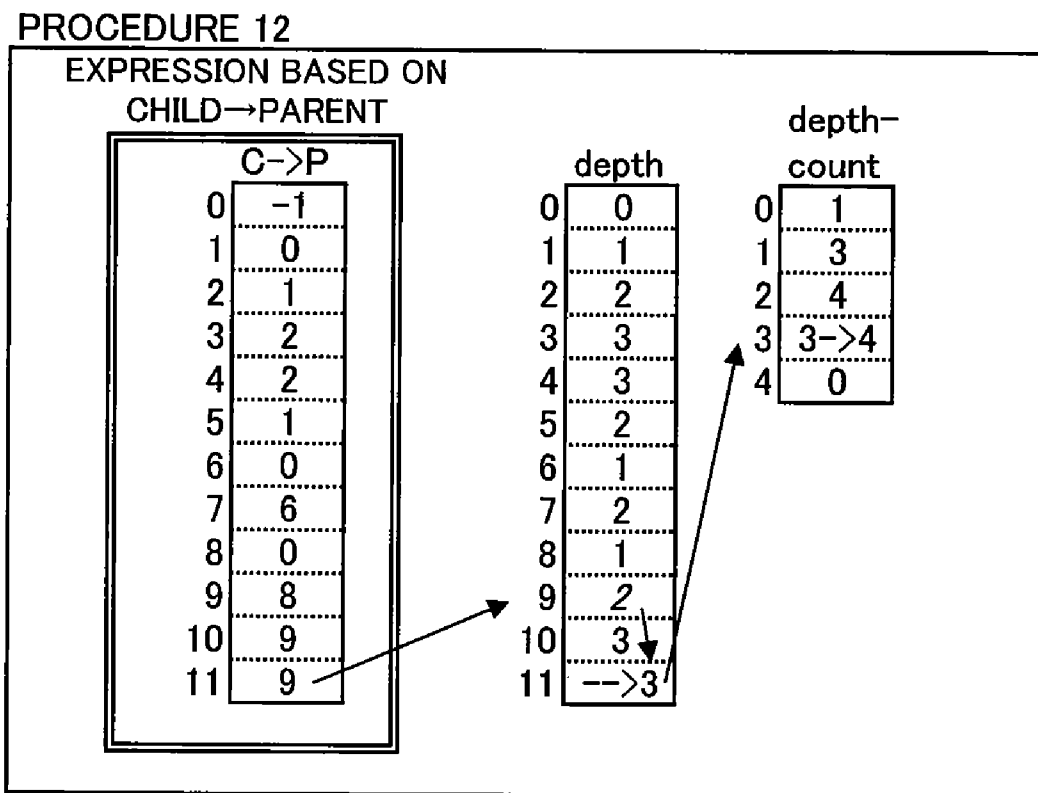 PROCEDURE 12
EXPRESSION BASED ON
CHILD→PARENT
depth-
C->P depth count
0 -1 0 0 0 1
1 0 1 1 1 3
2 1 2 2 2 4
3 2 3 3 3 3->4
4 2 4 3 4 0
5 1 5 2
6 0 6 1
7 6 7 2
8 0 8 1
9 8 9 2
10 9 10 3
11 9 11 -->3